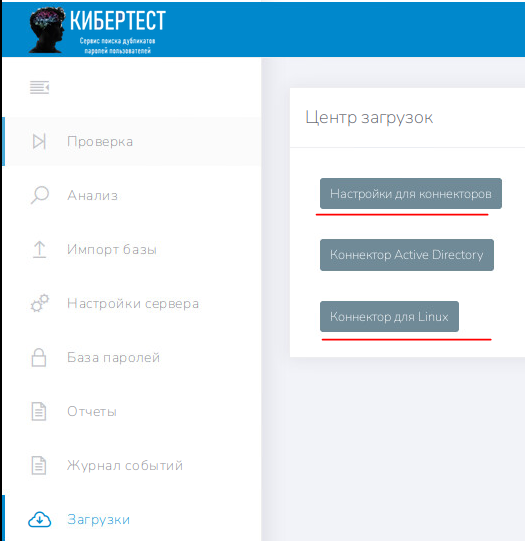 КИБЕРТЕСТ
Сервис поиска дубликатов
паролей пользователей
Проверка
Анализ
Импорт базы
Настройки сервера
База паролей
Отчеты
Журнал событий
Загрузки
Центр загрузок
Настройки для коннекторов
Коннектор Active Directory
Коннектор для Linux